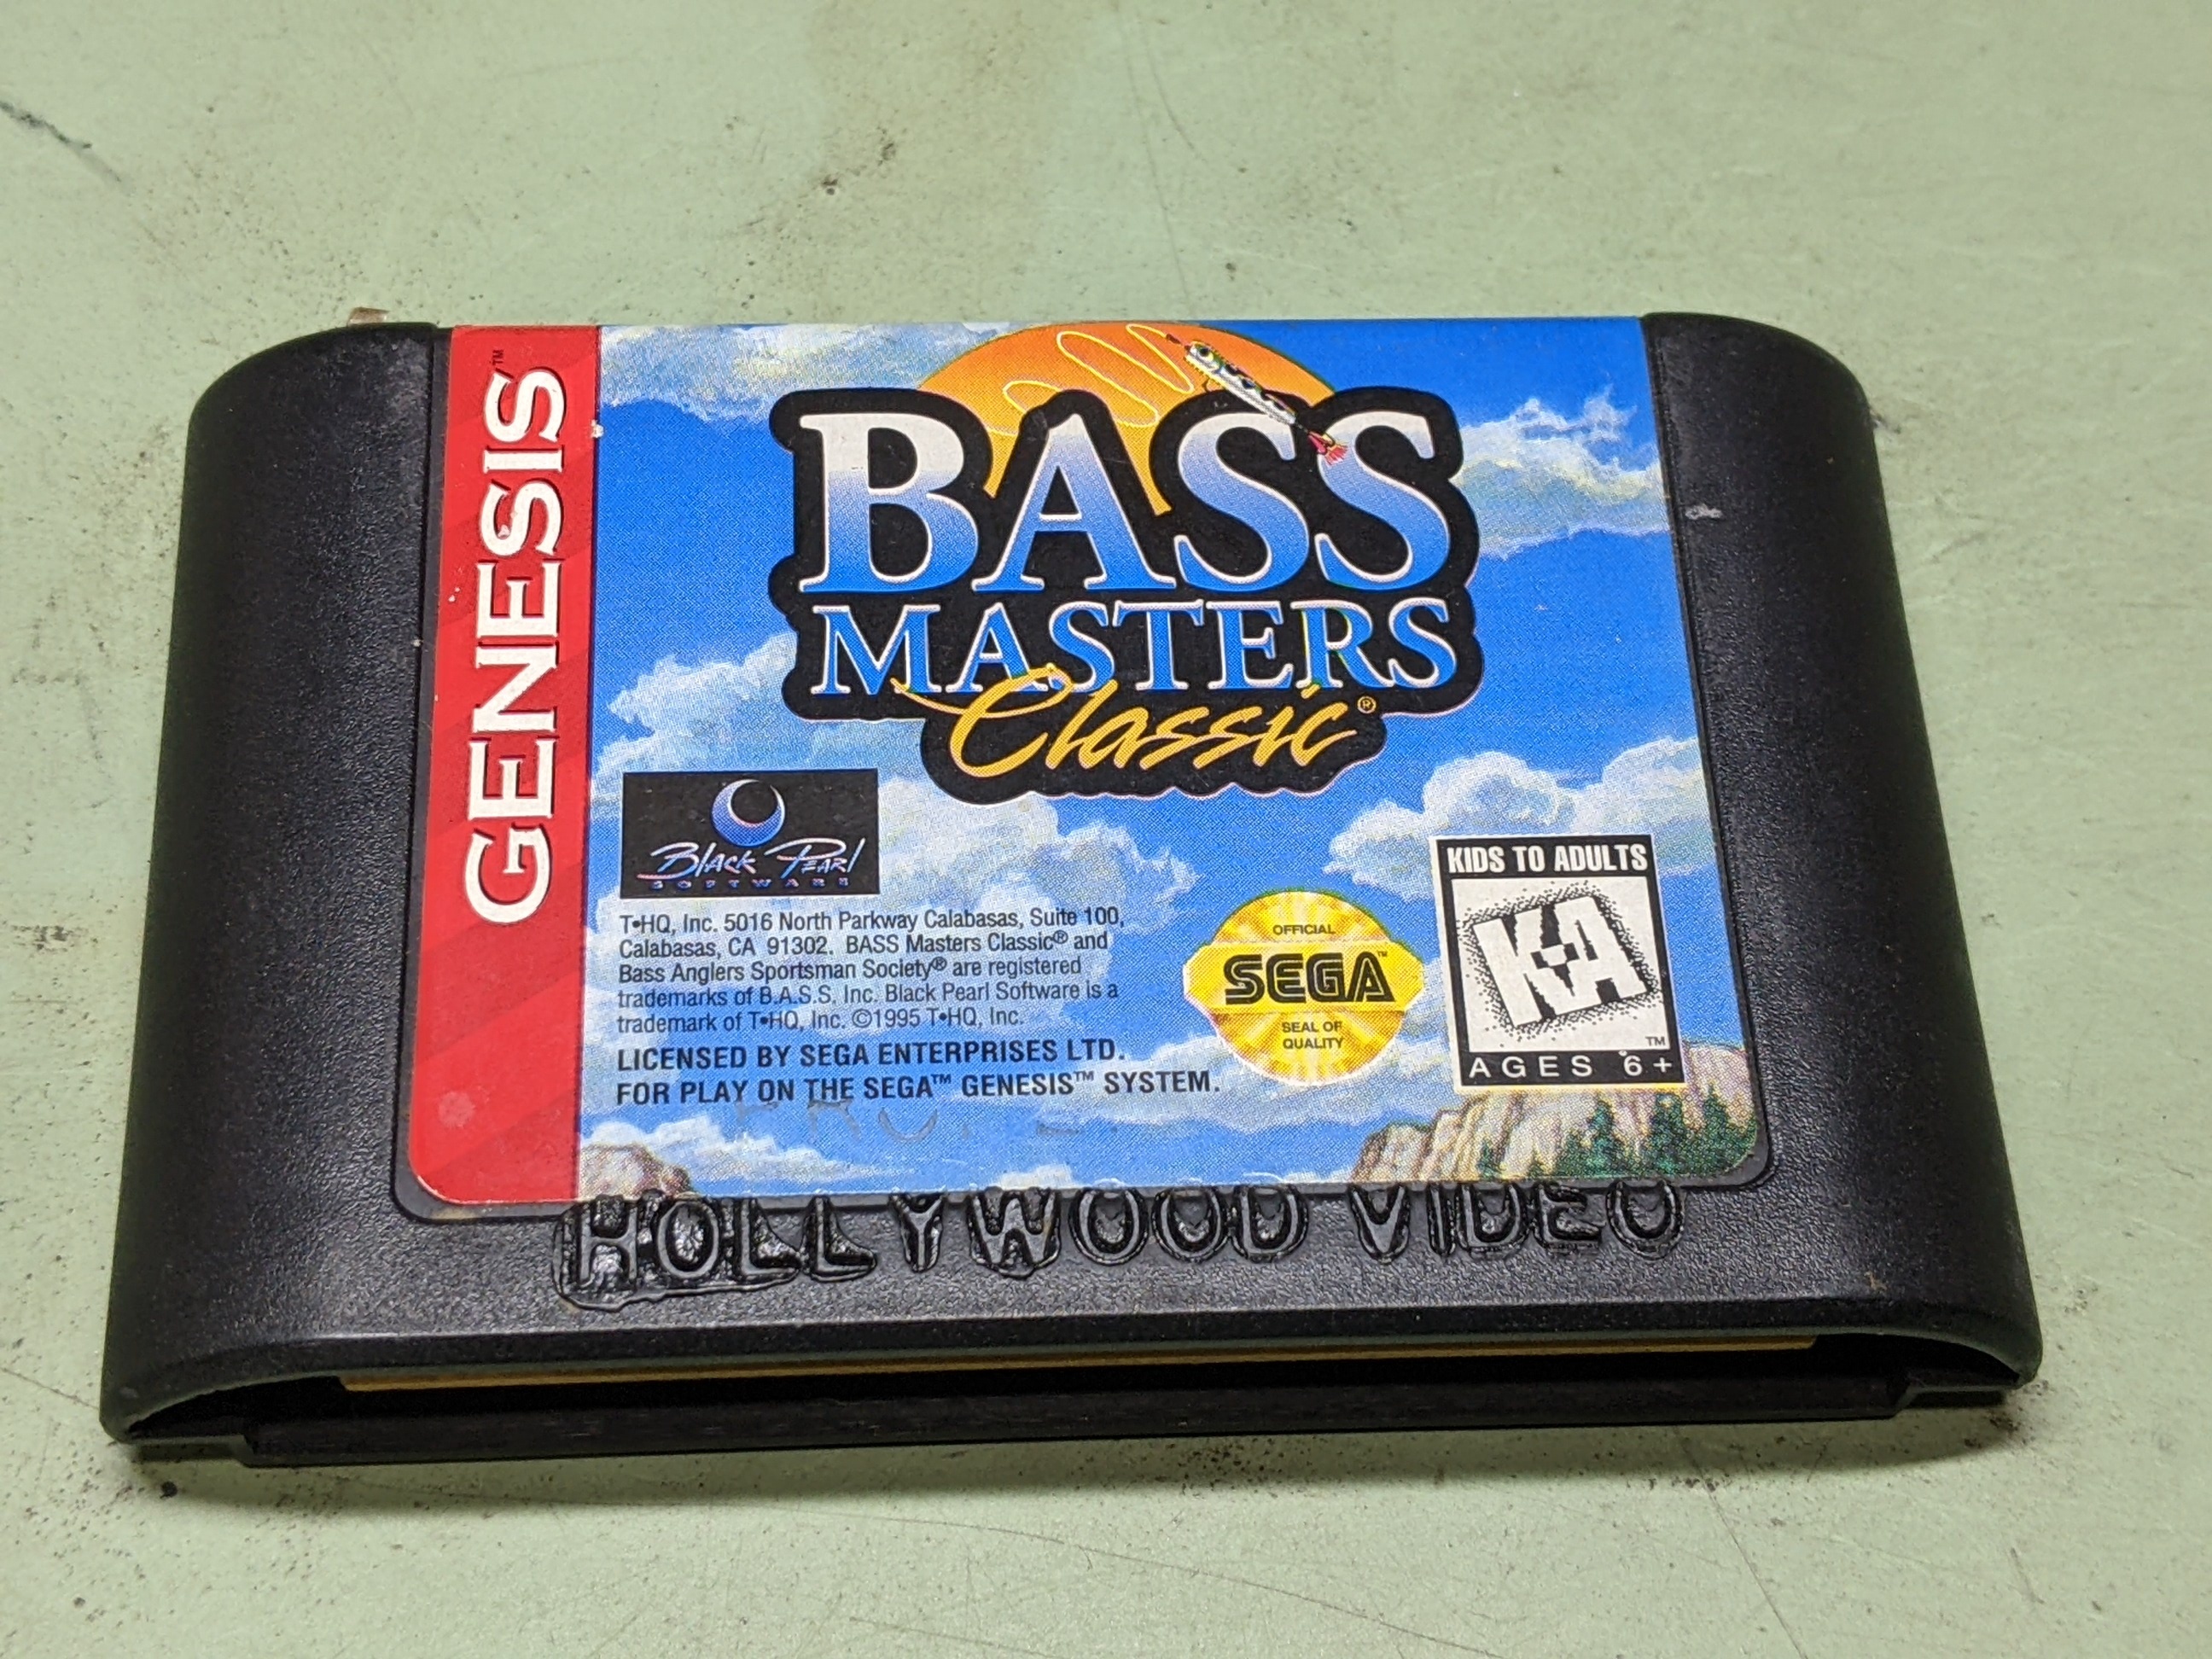 GENESIS™
BASS
MASTERS
Classic®
Black Pearl
SOFTWARE
T•HQ, Inc. 5016 North Parkway Calabasas, Suite 100,
Calabasas, CA 91302. BASS Masters Classic® and
Bass Anglers Sportsman Society® are registered
trademarks of B.A.S.S. Inc. Black Pearl Software is a
trademark of T•HQ, Inc. ©1995 T•HQ, Inc.
LICENSED BY SEGA ENTERPRISES LTD.
FOR PLAY ON THE SEGA™ GENESIS™ SYSTEM.
OFFICIAL
SEGA™
SEAL OF
QUALITY
KIDS TO ADULTS
K-A
™
AGES 6+
HOLLYWOOD VIDEO